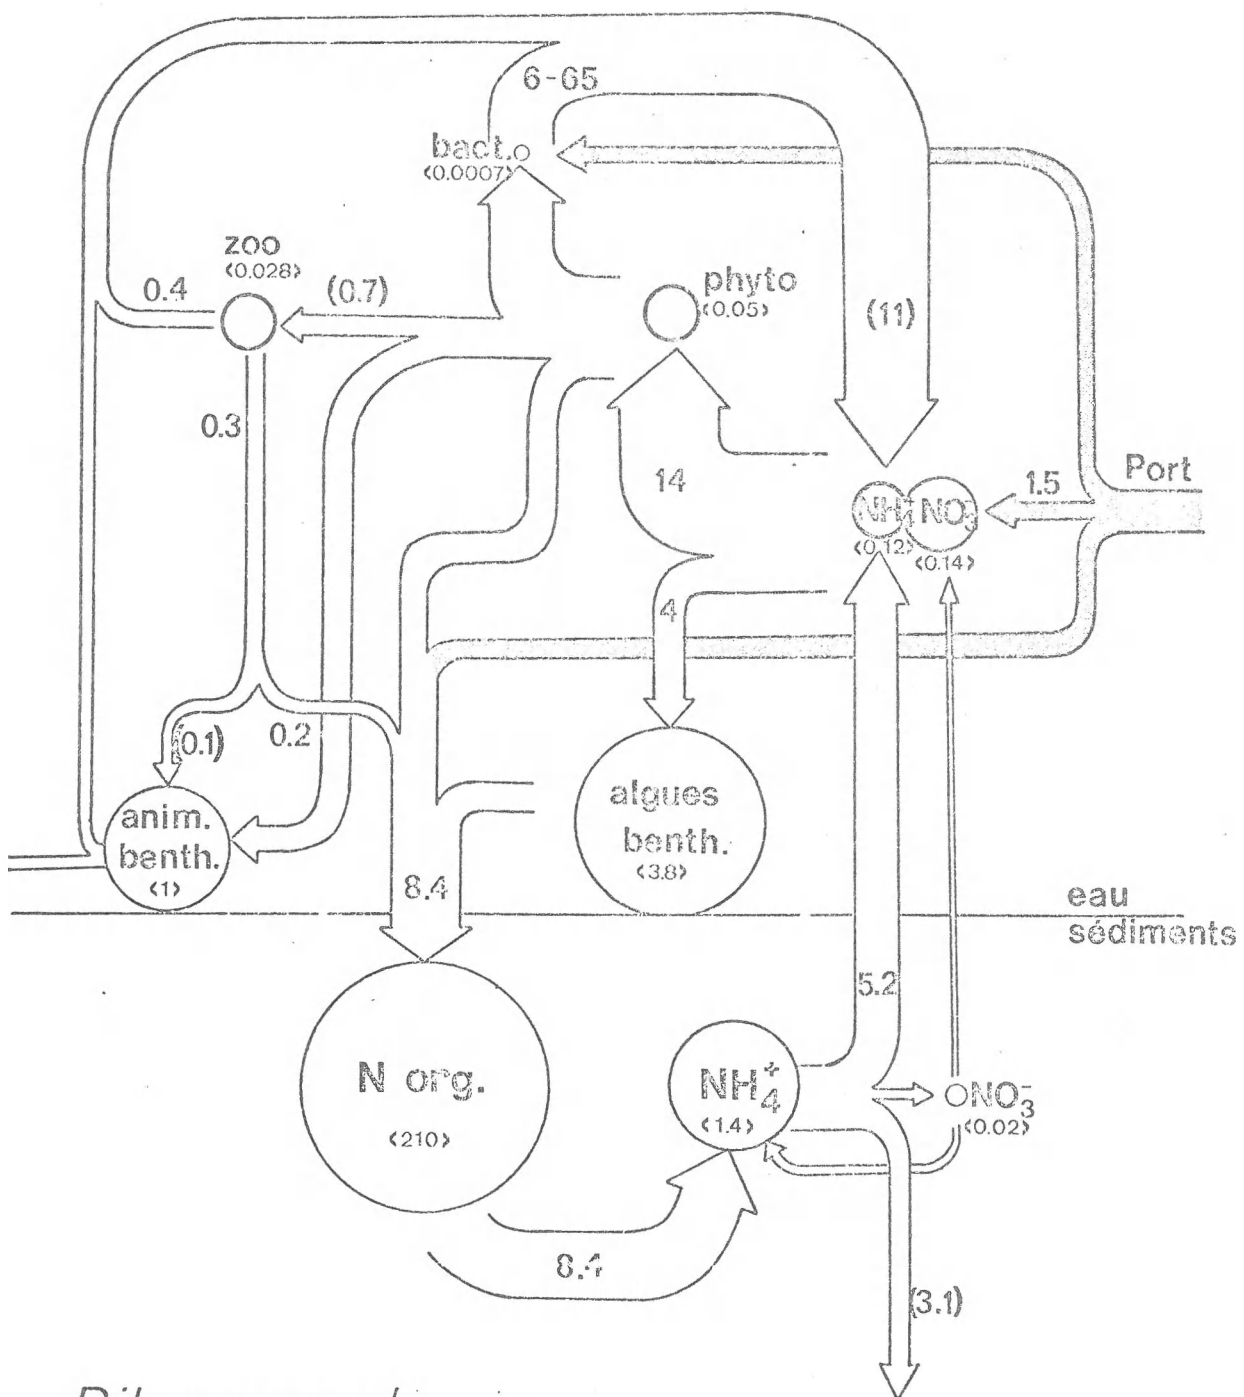 6-65
bact.
<0.0007>
zoo
<0.028>
0.4
(0.7)
phyto
<0.05>
(11)
0.3
14
Port
1.5
NH4+ NO3-
<0.12>
<0.14>
4
(0.1)
0.2
anim.
benth.
<1>
algues
benth.
<3.8>
8.4
eau
sédiments
5.2
N org.
<210>
NH4+
<1.4>
NO3-
<0.02>
8.4
(3.1)